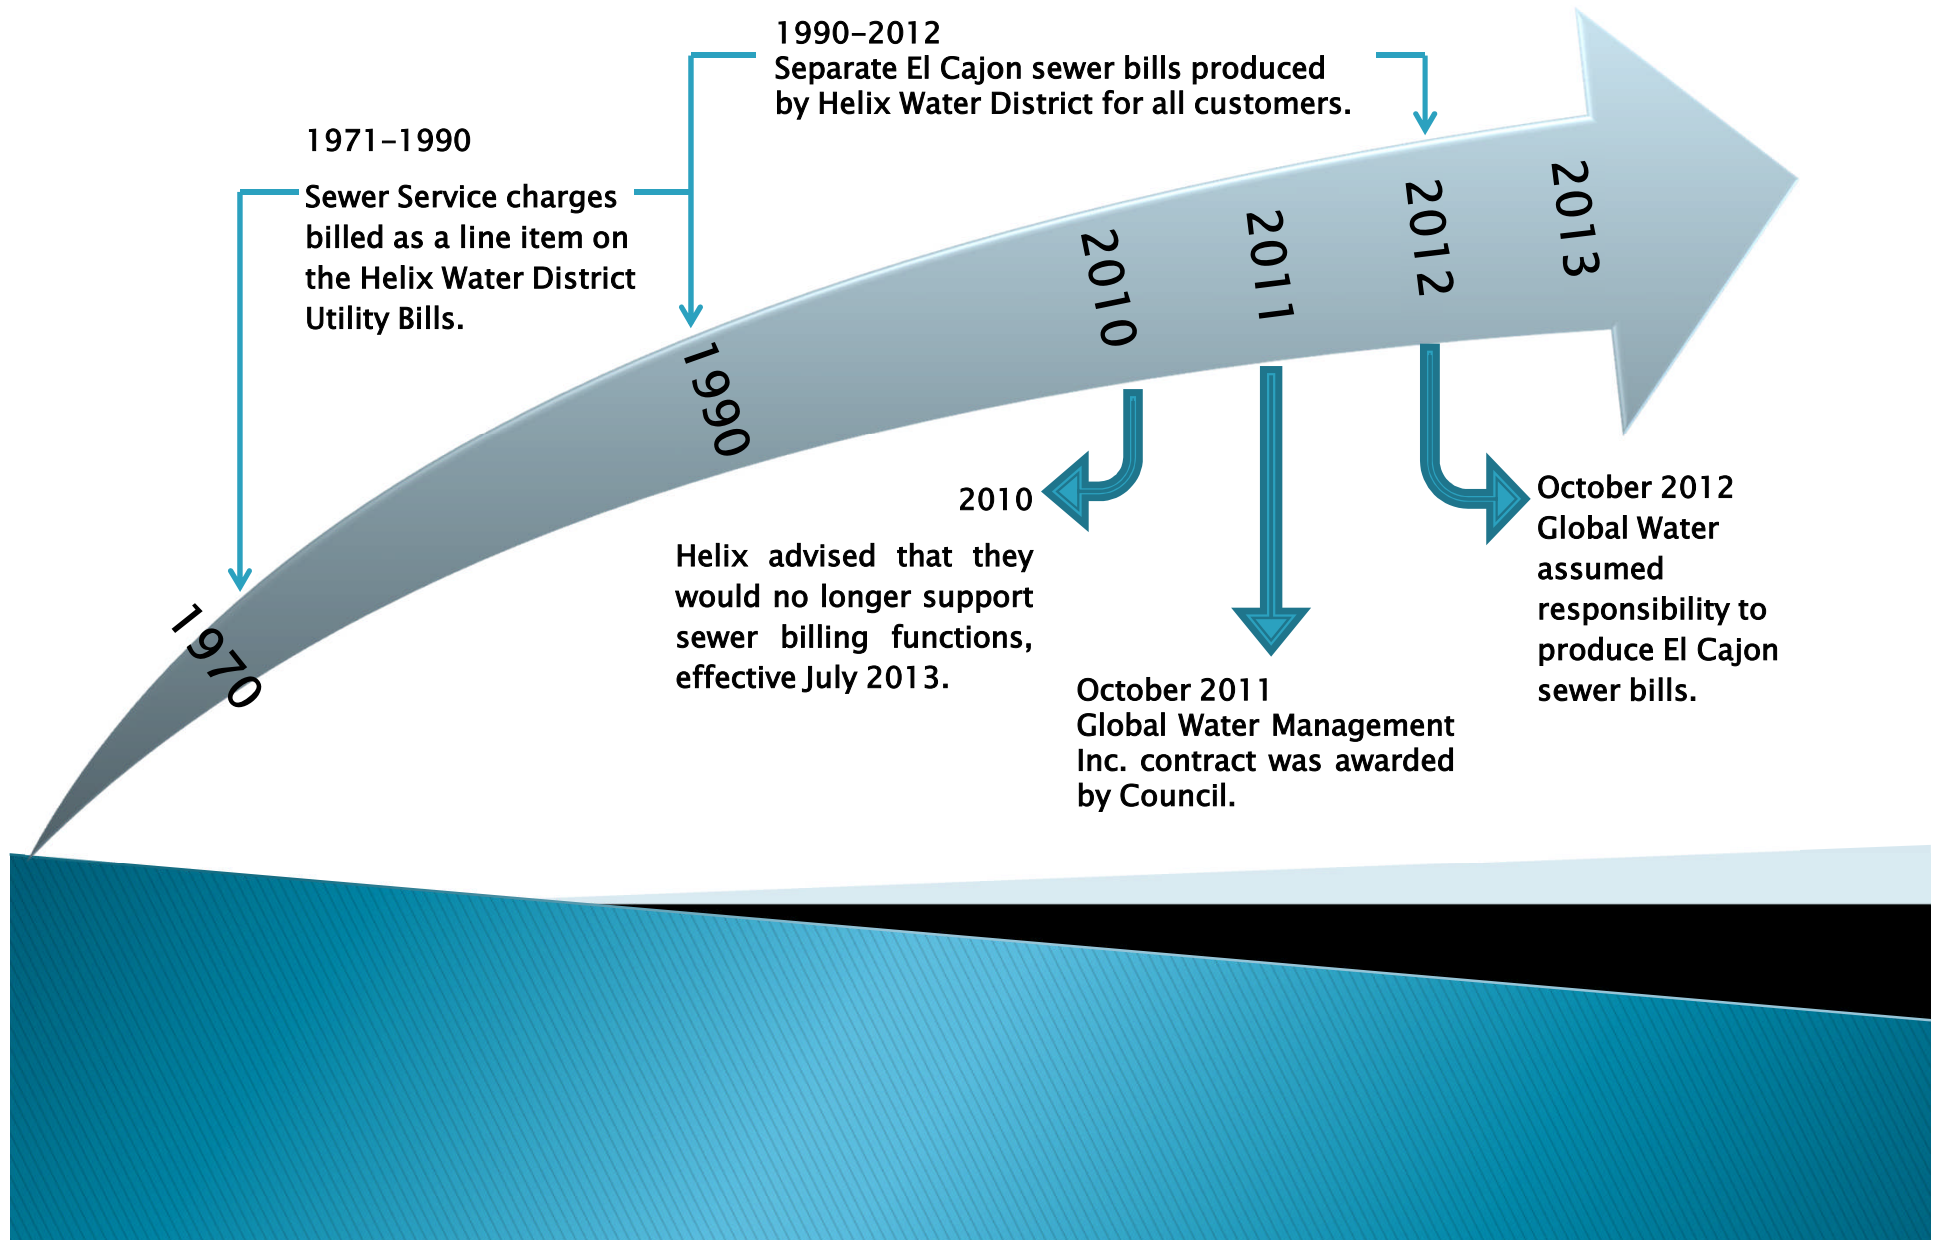 1990-2012
Separate El Cajon sewer bills produced
by Helix Water District for all customers.
1971-1990
Sewer Service charges
billed as a line item on
the Helix Water District
Utility Bills.
1970
1990
2010
2011
2012
2013
2010
Helix advised that they
would no longer support
sewer billing functions,
effective July 2013.
October 2011
Global Water Management
Inc. contract was awarded
by Council.
October 2012
Global Water
assumed
responsibility to
produce El Cajon
sewer bills.